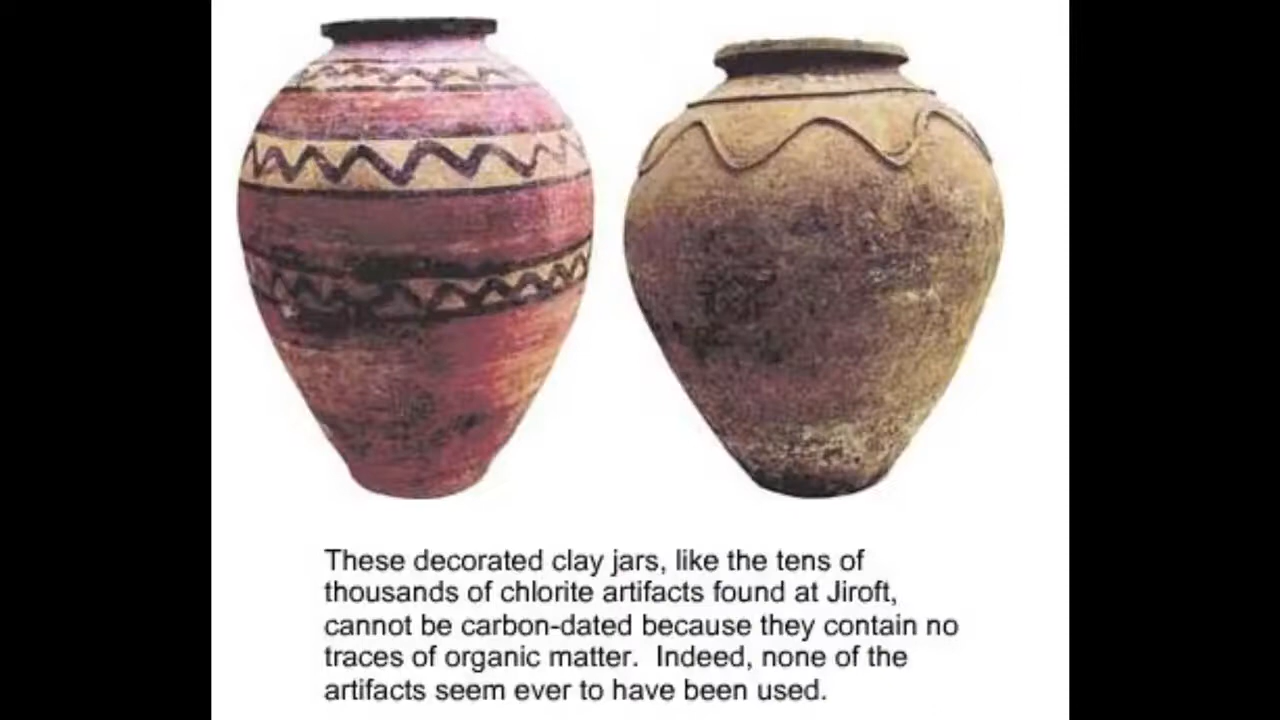 These decorated clay jars, like the tens of
thousands of chlorite artifacts found at Jiroft,
cannot be carbon-dated because they contain no
traces of organic matter.  Indeed, none of the
artifacts seem ever to have been used.